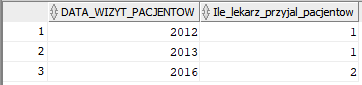 DATA_WIZYT_PACJENTOW Ile_lekarz_przyjal_pacjentow
1 2012 1
2 2013 1
3 2016 2